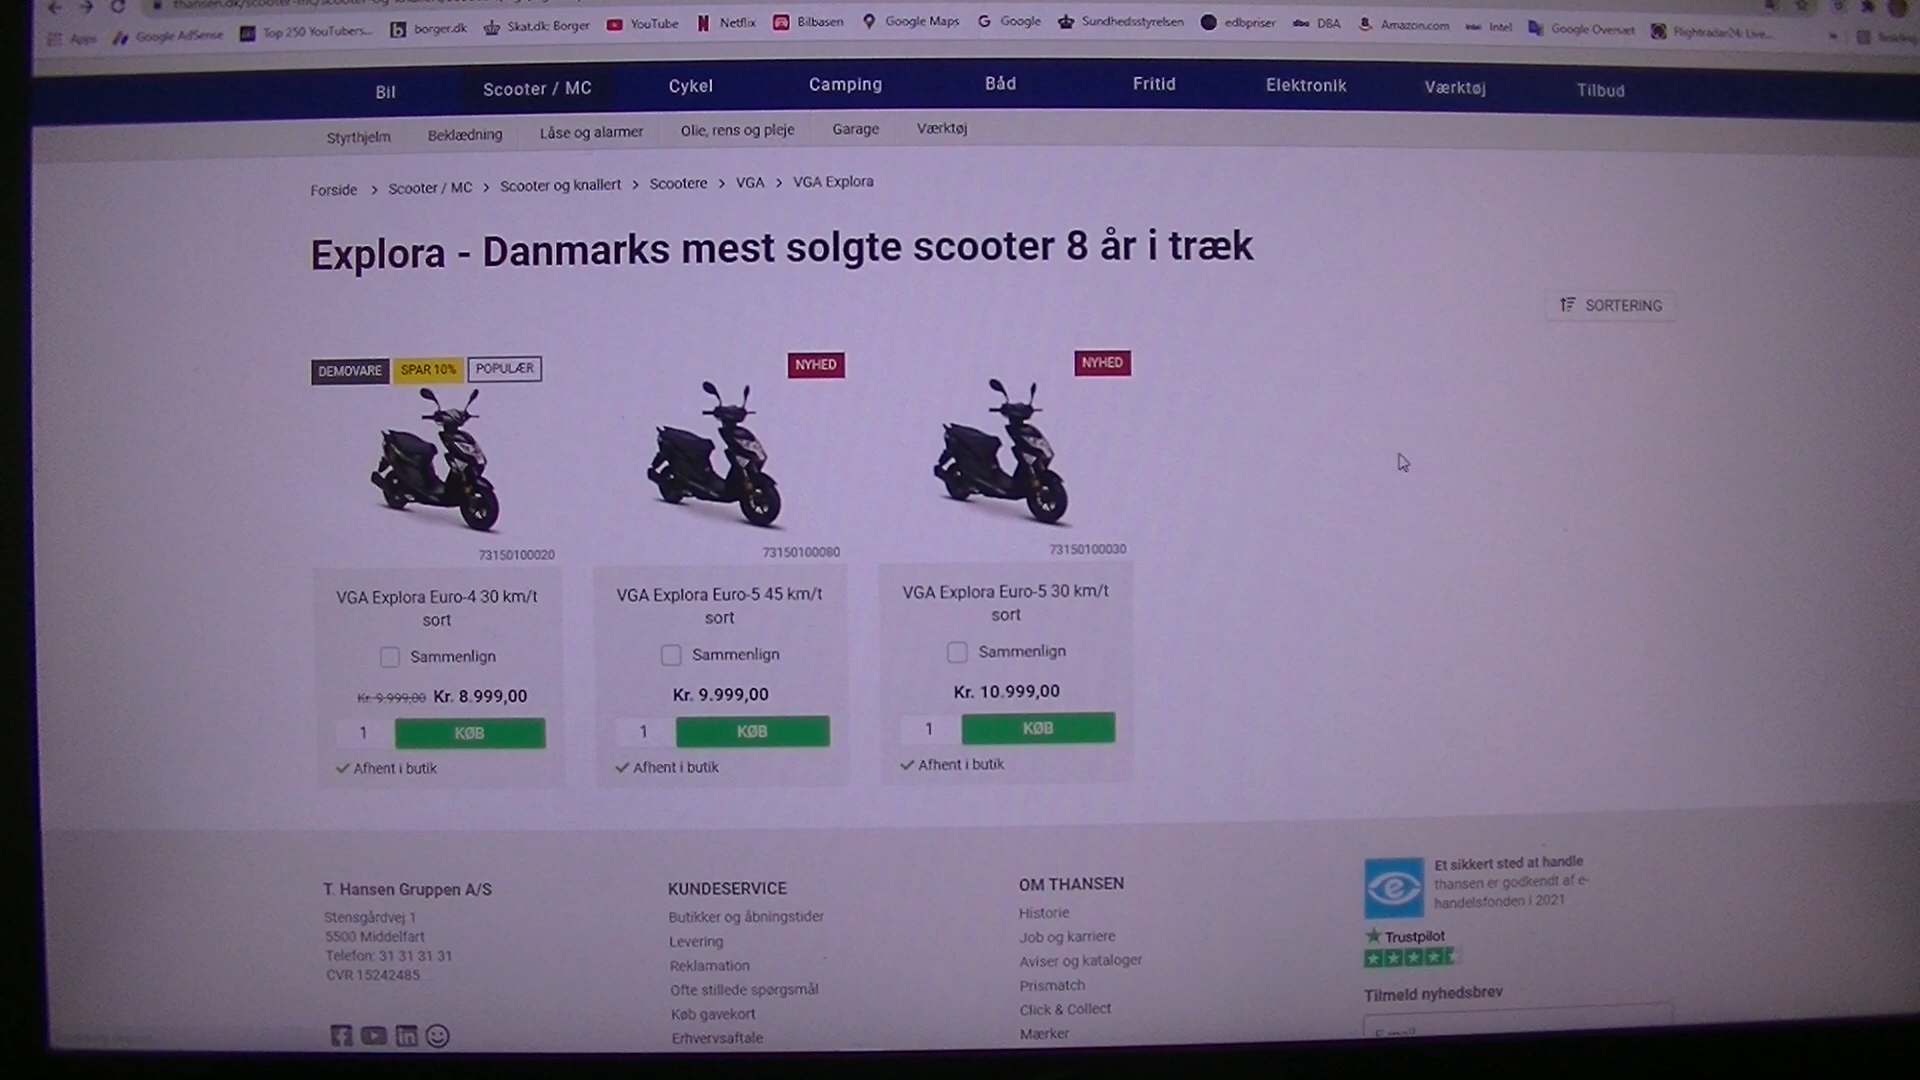 Apps Google AdSense Top 250 YouTubers... borger.dk Skat.dk: Borger YouTube Netflix Bilbasen Google Maps Google Sundhedsstyrelsen edbpriser DBA Amazon.com Intel Google Oversæt Flightradar24: Live...
Bil Scooter / MC Cykel Camping Båd Fritid Elektronik Værktøj Tilbud
Styrthjelm Beklædning Låse og alarmer Olie, rens og pleje Garage Værktøj
Forside > Scooter / MC > Scooter og knallert > Scootere > VGA > VGA Explora
Explora - Danmarks mest solgte scooter 8 år i træk
SORTERING
DEMOVARE SPAR 10% POPULÆR
73150100020
VGA Explora Euro-4 30 km/t
sort
Sammenlign
Kr. 9.999,00 Kr. 8.999,00
1 KØB
Afhent i butik
NYHED
73150100080
VGA Explora Euro-5 45 km/t
sort
Sammenlign
Kr. 9.999,00
1 KØB
Afhent i butik
NYHED
73150100030
VGA Explora Euro-5 30 km/t
sort
Sammenlign
Kr. 10.999,00
1 KØB
Afhent i butik
T. Hansen Gruppen A/S
Stensgårdvej 1
5500 Middelfart
Telefon: 31 31 31 31
CVR 15242485
KUNDESERVICE
Butikker og åbningstider
Levering
Reklamation
Ofte stillede spørgsmål
Køb gavekort
Erhvervsaftale
OM THANSEN
Historie
Job og karriere
Aviser og kataloger
Prismatch
Click & Collect
Mærker
Et sikkert sted at handle
thansen er godkendt af e-
handelsfonden i 2021
Trustpilot
Tilmeld nyhedsbrev